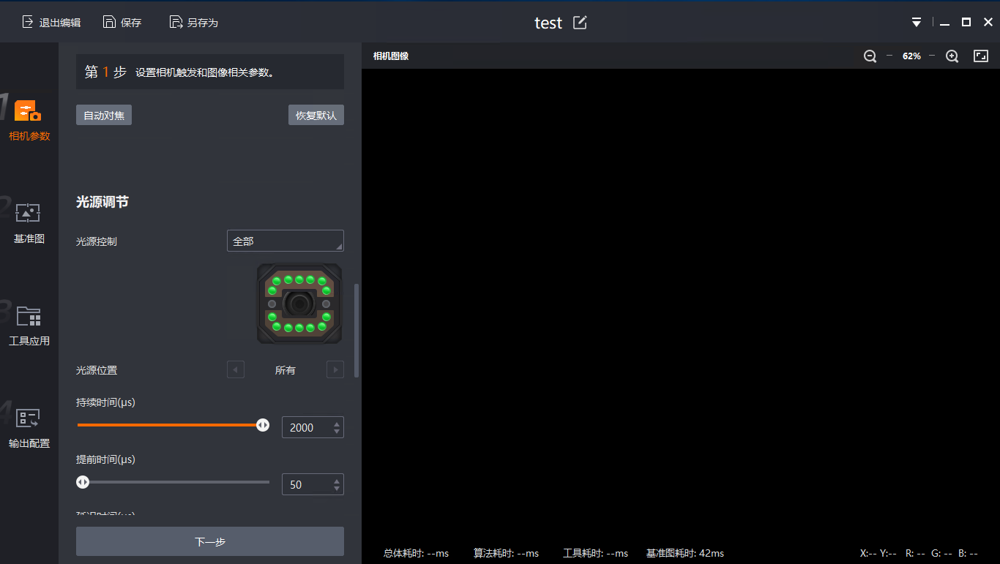 退出编辑
保存
另存为
test
相机图像
62%
第 1 步 设置相机触发和图像相关参数。
自动对焦
恢复默认
1
相机参数
2
基准图
3
工具应用
4
输出配置
光源调节
光源控制
全部
光源位置
所有
持续时间(μs)
2000
提前时间(μs)
50
延迟时间(μs)
下一步
总体耗时: --ms
算法耗时: --ms
工具耗时: --ms
基准图耗时: 42ms
X:-- Y:-- R: -- G: -- B: --